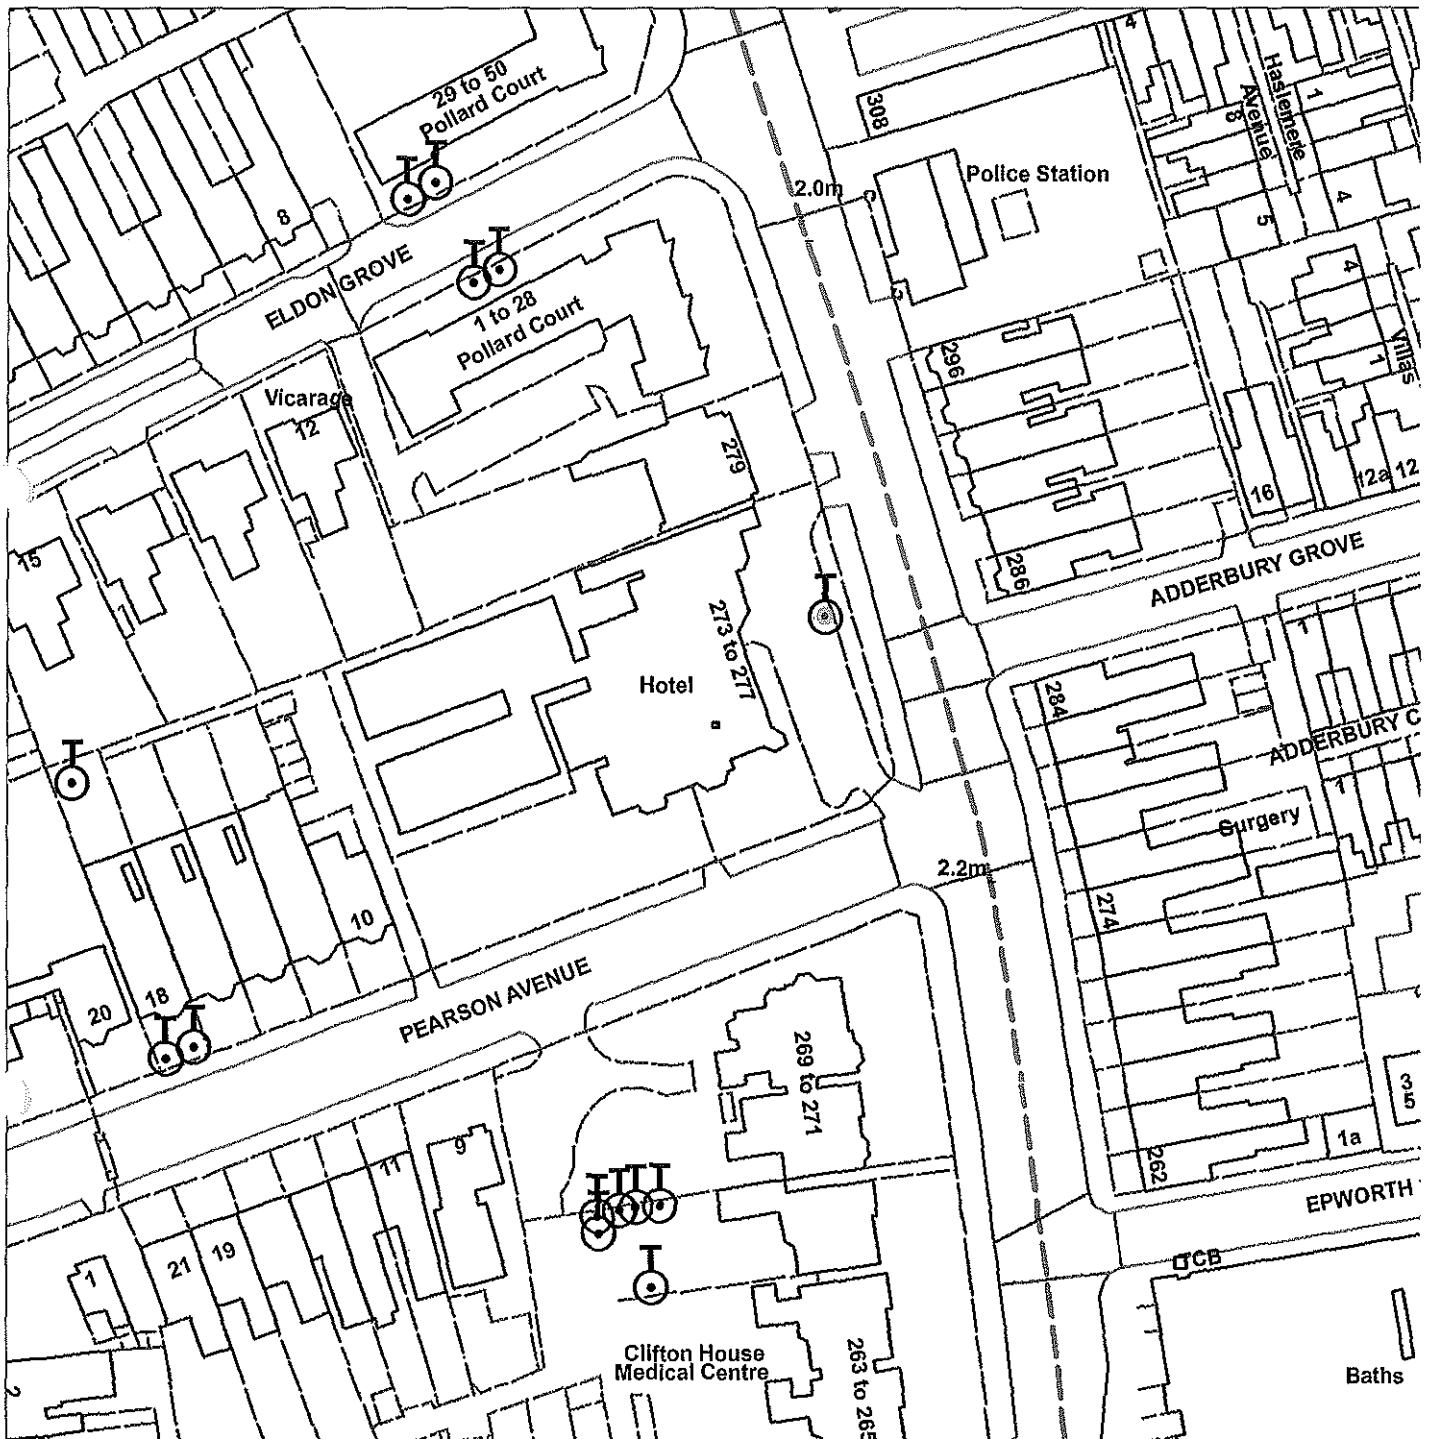 29 to 50
Pollard Court
4
308
Haslemere
Avenue
1
8
Police Station
2.0m
8
5
4
ELDON GROVE
1 to 28
Pollard Court
4
296
1
Villas
Vicarage
12
279
16
12a
12
15
286
ADDERBURY GROVE
273 to 277
Hotel
1
284
ADDERBURY C
1
Surgery
2.2m
274
10
18
20
PEARSON AVENUE
269 to 271
3
5
1a
9
11
262
EPWORTH
21
19
1
TCB
Clifton House
Medical Centre
263 to 265
Baths
2
T
T
T
T
T
T
T
T
T
T
T
T
T
T